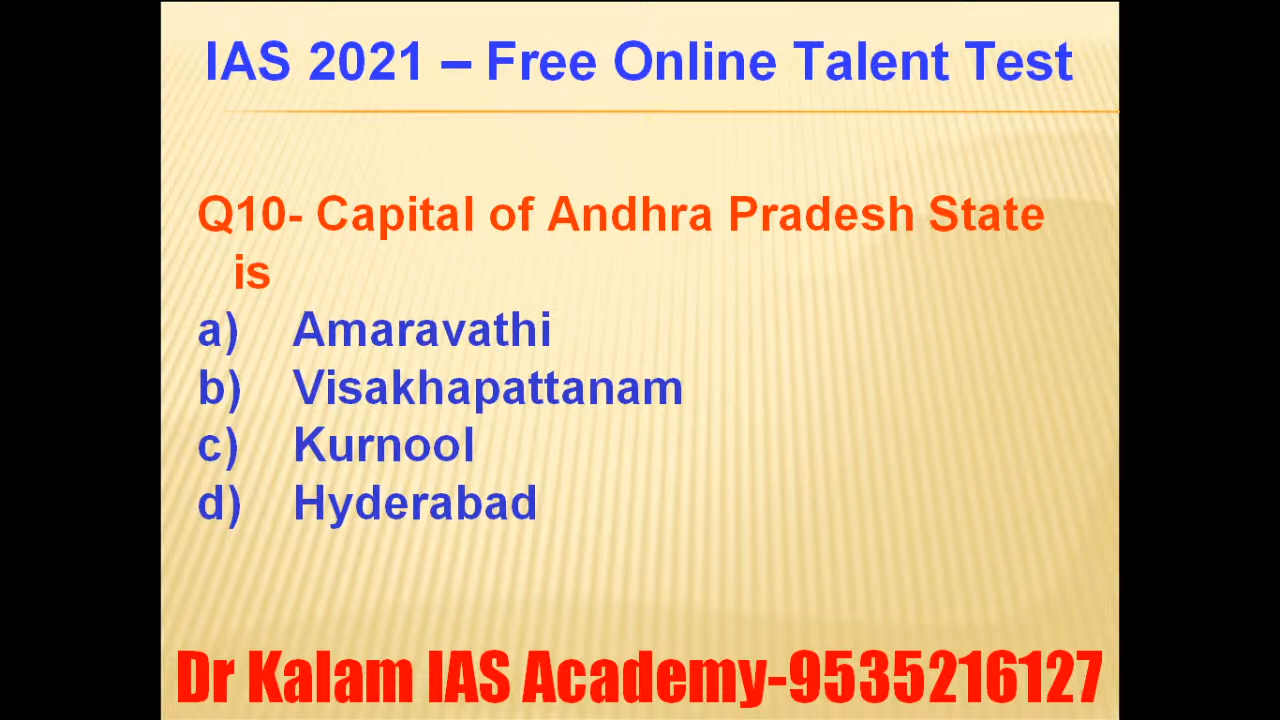 IAS 2021 – Free Online Talent Test
Q10- Capital of Andhra Pradesh State
is
a) Amaravathi
b) Visakhapattanam
c) Kurnool
d) Hyderabad
Dr Kalam IAS Academy-9535216127